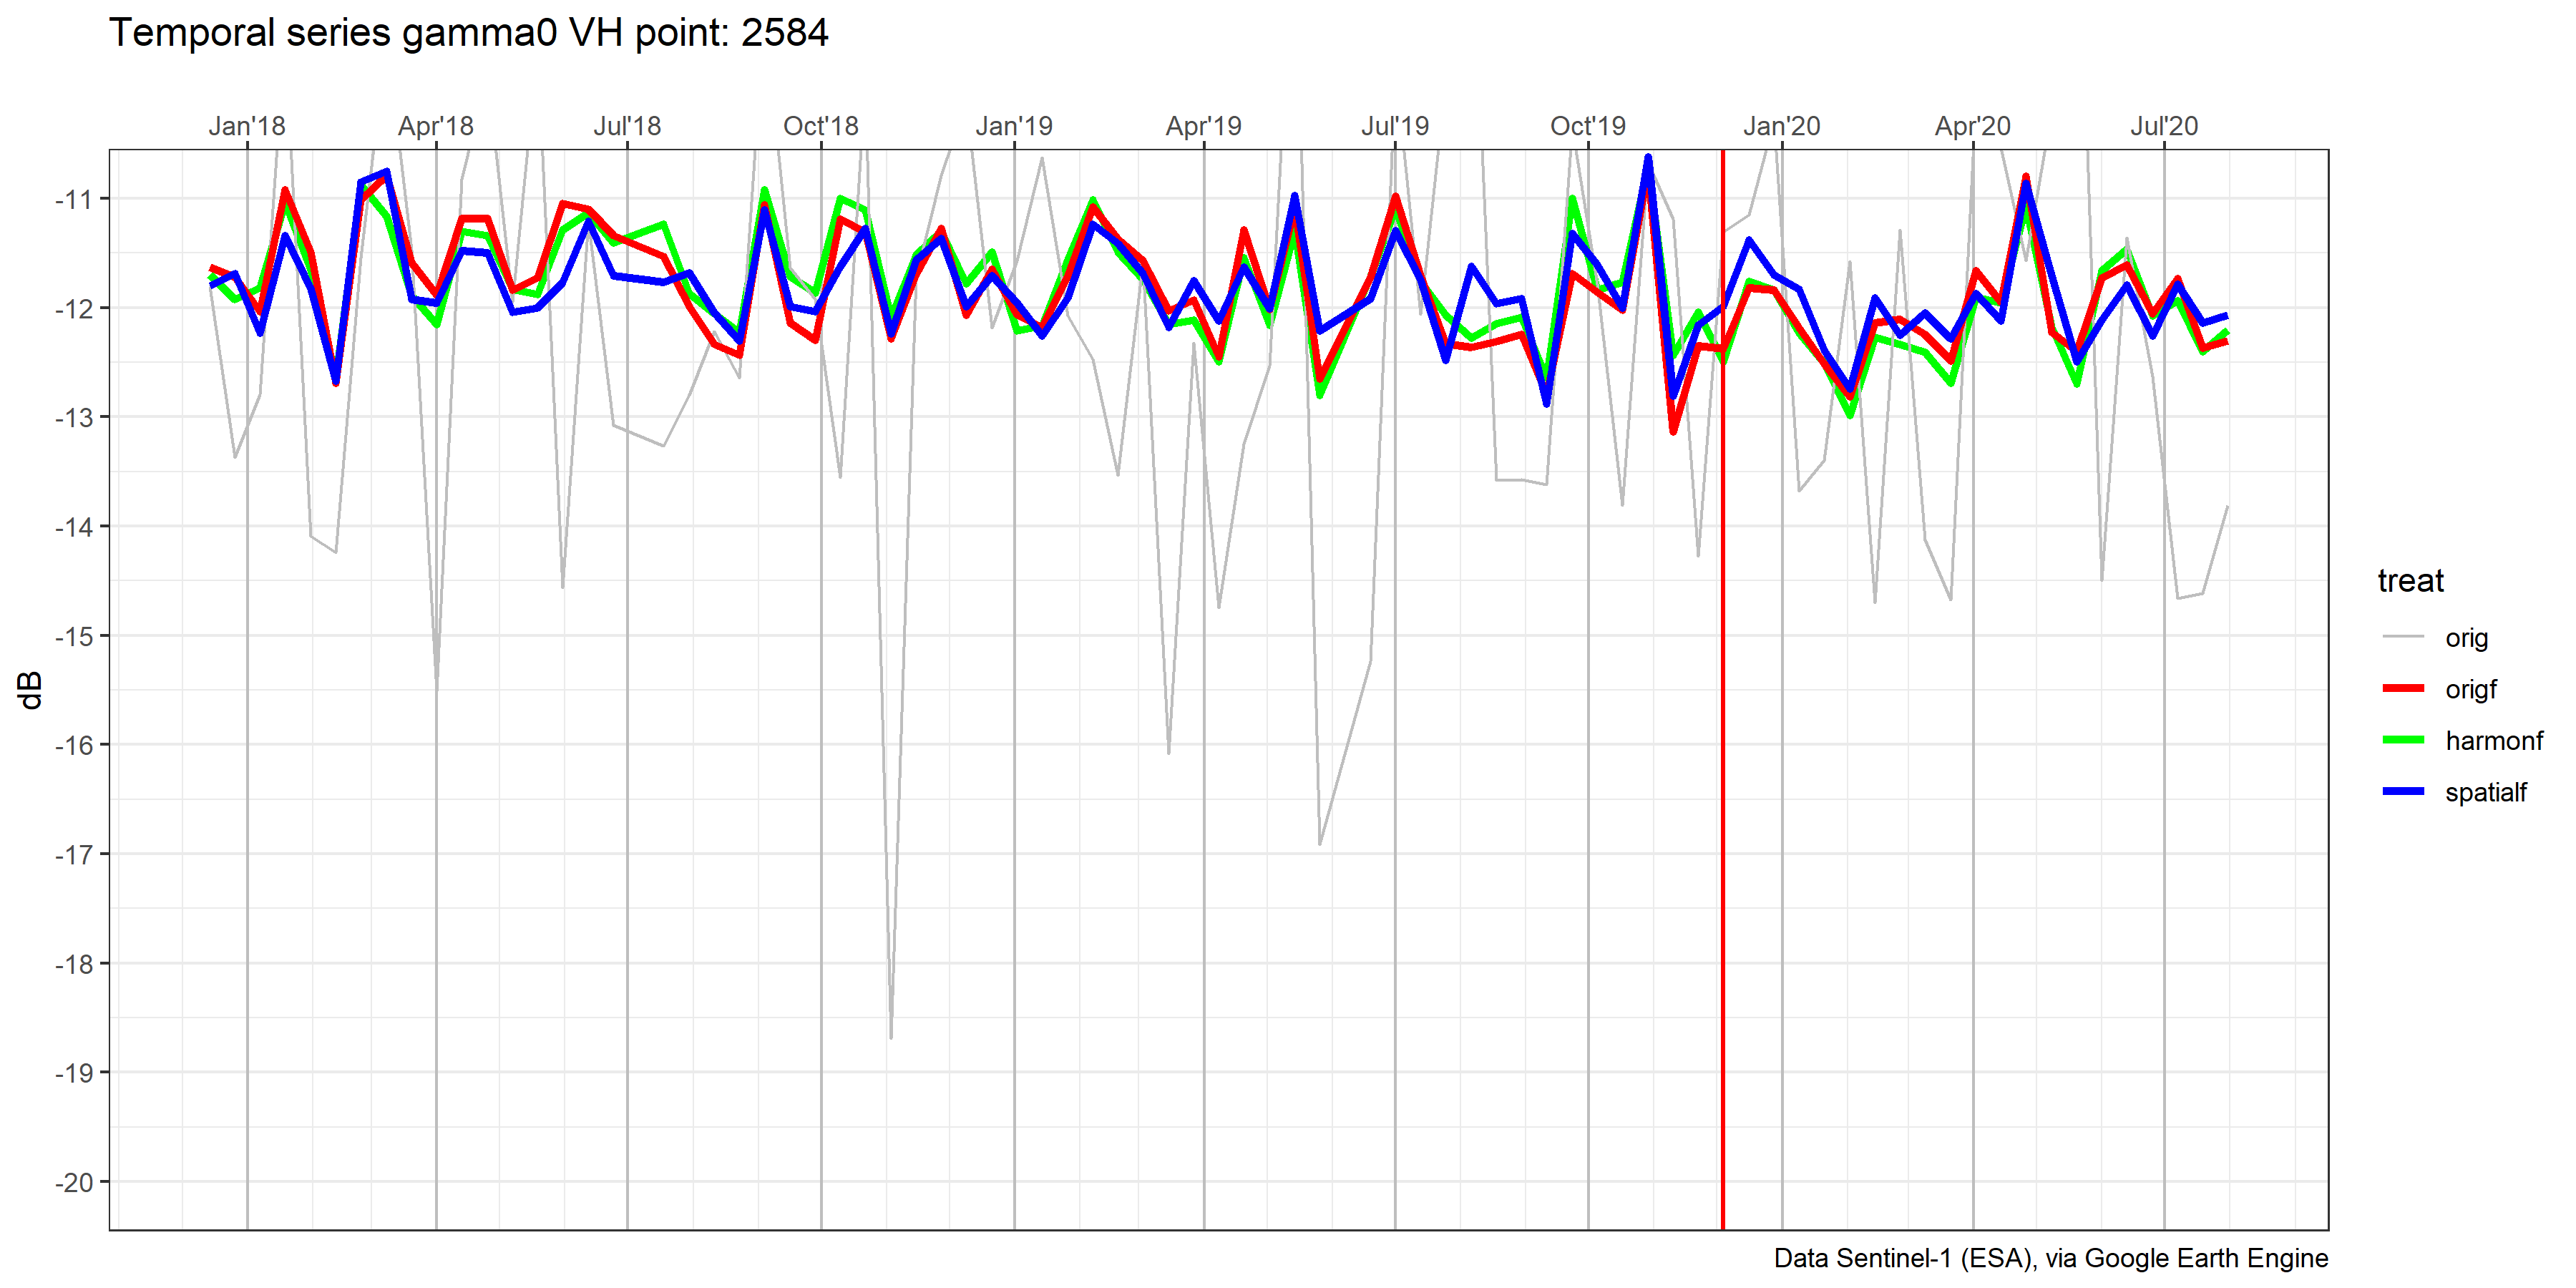 Temporal series gamma0 VH point: 2584
Jan'18 Apr'18 Jul'18 Oct'18 Jan'19 Apr'19 Jul'19 Oct'19 Jan'20 Apr'20 Jul'20
-11
-12
-13
-14
-15
-16
-17
-18
-19
-20
dB
treat
orig
origf
harmonf
spatialf
Data Sentinel-1 (ESA), via Google Earth Engine